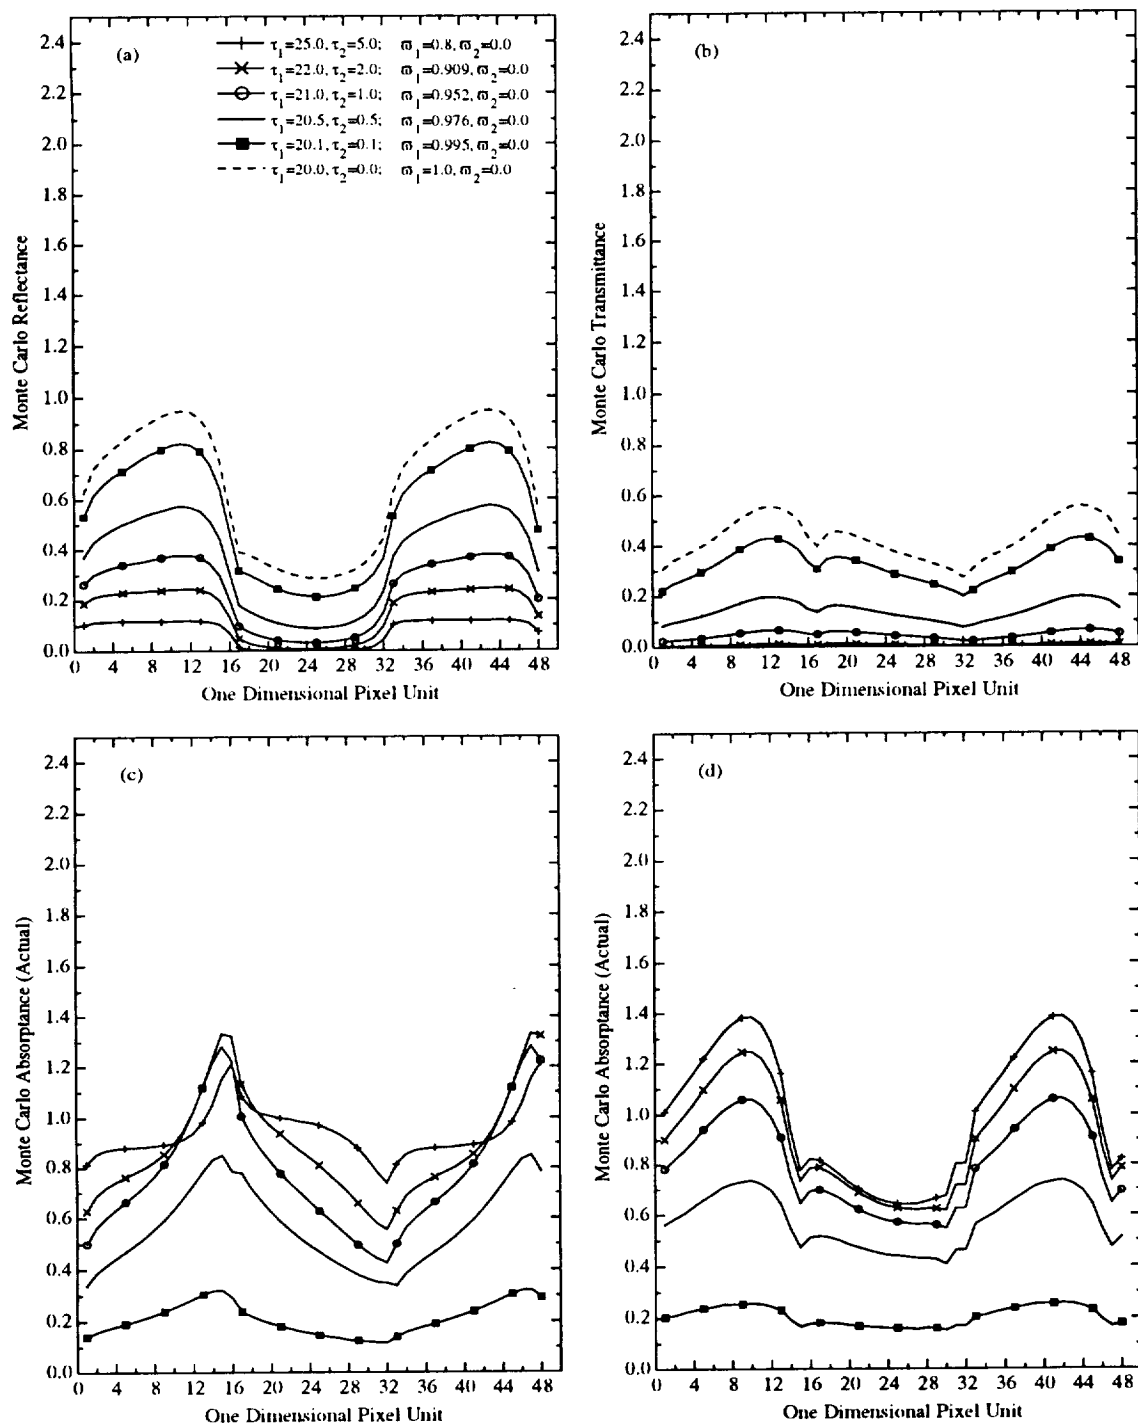 (a)
τ1=25.0, τ2=5.0; ϖ1=0.8, ϖ2=0.0
τ1=22.0, τ2=2.0; ϖ1=0.909, ϖ2=0.0
τ1=21.0, τ2=1.0; ϖ1=0.952, ϖ2=0.0
τ1=20.5, τ2=0.5; ϖ1=0.976, ϖ2=0.0
τ1=20.1, τ2=0.1; ϖ1=0.995, ϖ2=0.0
τ1=20.0, τ2=0.0; ϖ1=1.0, ϖ2=0.0
2.4
2.2
2.0
1.8
1.6
1.4
1.2
1.0
0.8
0.6
0.4
0.2
0.0
Monte Carlo Reflectance
0 4 8 12 16 20 24 28 32 36 40 44 48
One Dimensional Pixel Unit
(b)
2.4
2.2
2.0
1.8
1.6
1.4
1.2
1.0
0.8
0.6
0.4
0.2
0.0
Monte Carlo Transmittance
0 4 8 12 16 20 24 28 32 36 40 44 48
One Dimensional Pixel Unit
(c)
2.4
2.2
2.0
1.8
1.6
1.4
1.2
1.0
0.8
0.6
0.4
0.2
0.0
Monte Carlo Absorptance (Actual)
0 4 8 12 16 20 24 28 32 36 40 44 48
One Dimensional Pixel Unit
(d)
2.4
2.2
2.0
1.8
1.6
1.4
1.2
1.0
0.8
0.6
0.4
0.2
0.0
Monte Carlo Absorptance (Actual)
0 4 8 12 16 20 24 28 32 36 40 44 48
One Dimensional Pixel Unit